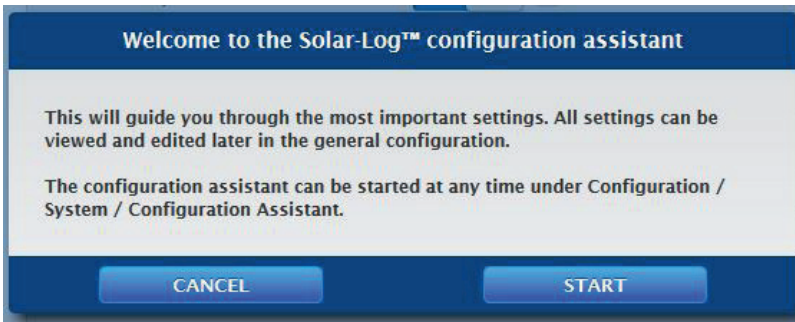 Welcome to the Solar-Log™ configuration assistant
This will guide you through the most important settings. All settings can be
viewed and edited later in the general configuration.
The configuration assistant can be started at any time under Configuration /
System / Configuration Assistant.
CANCEL START